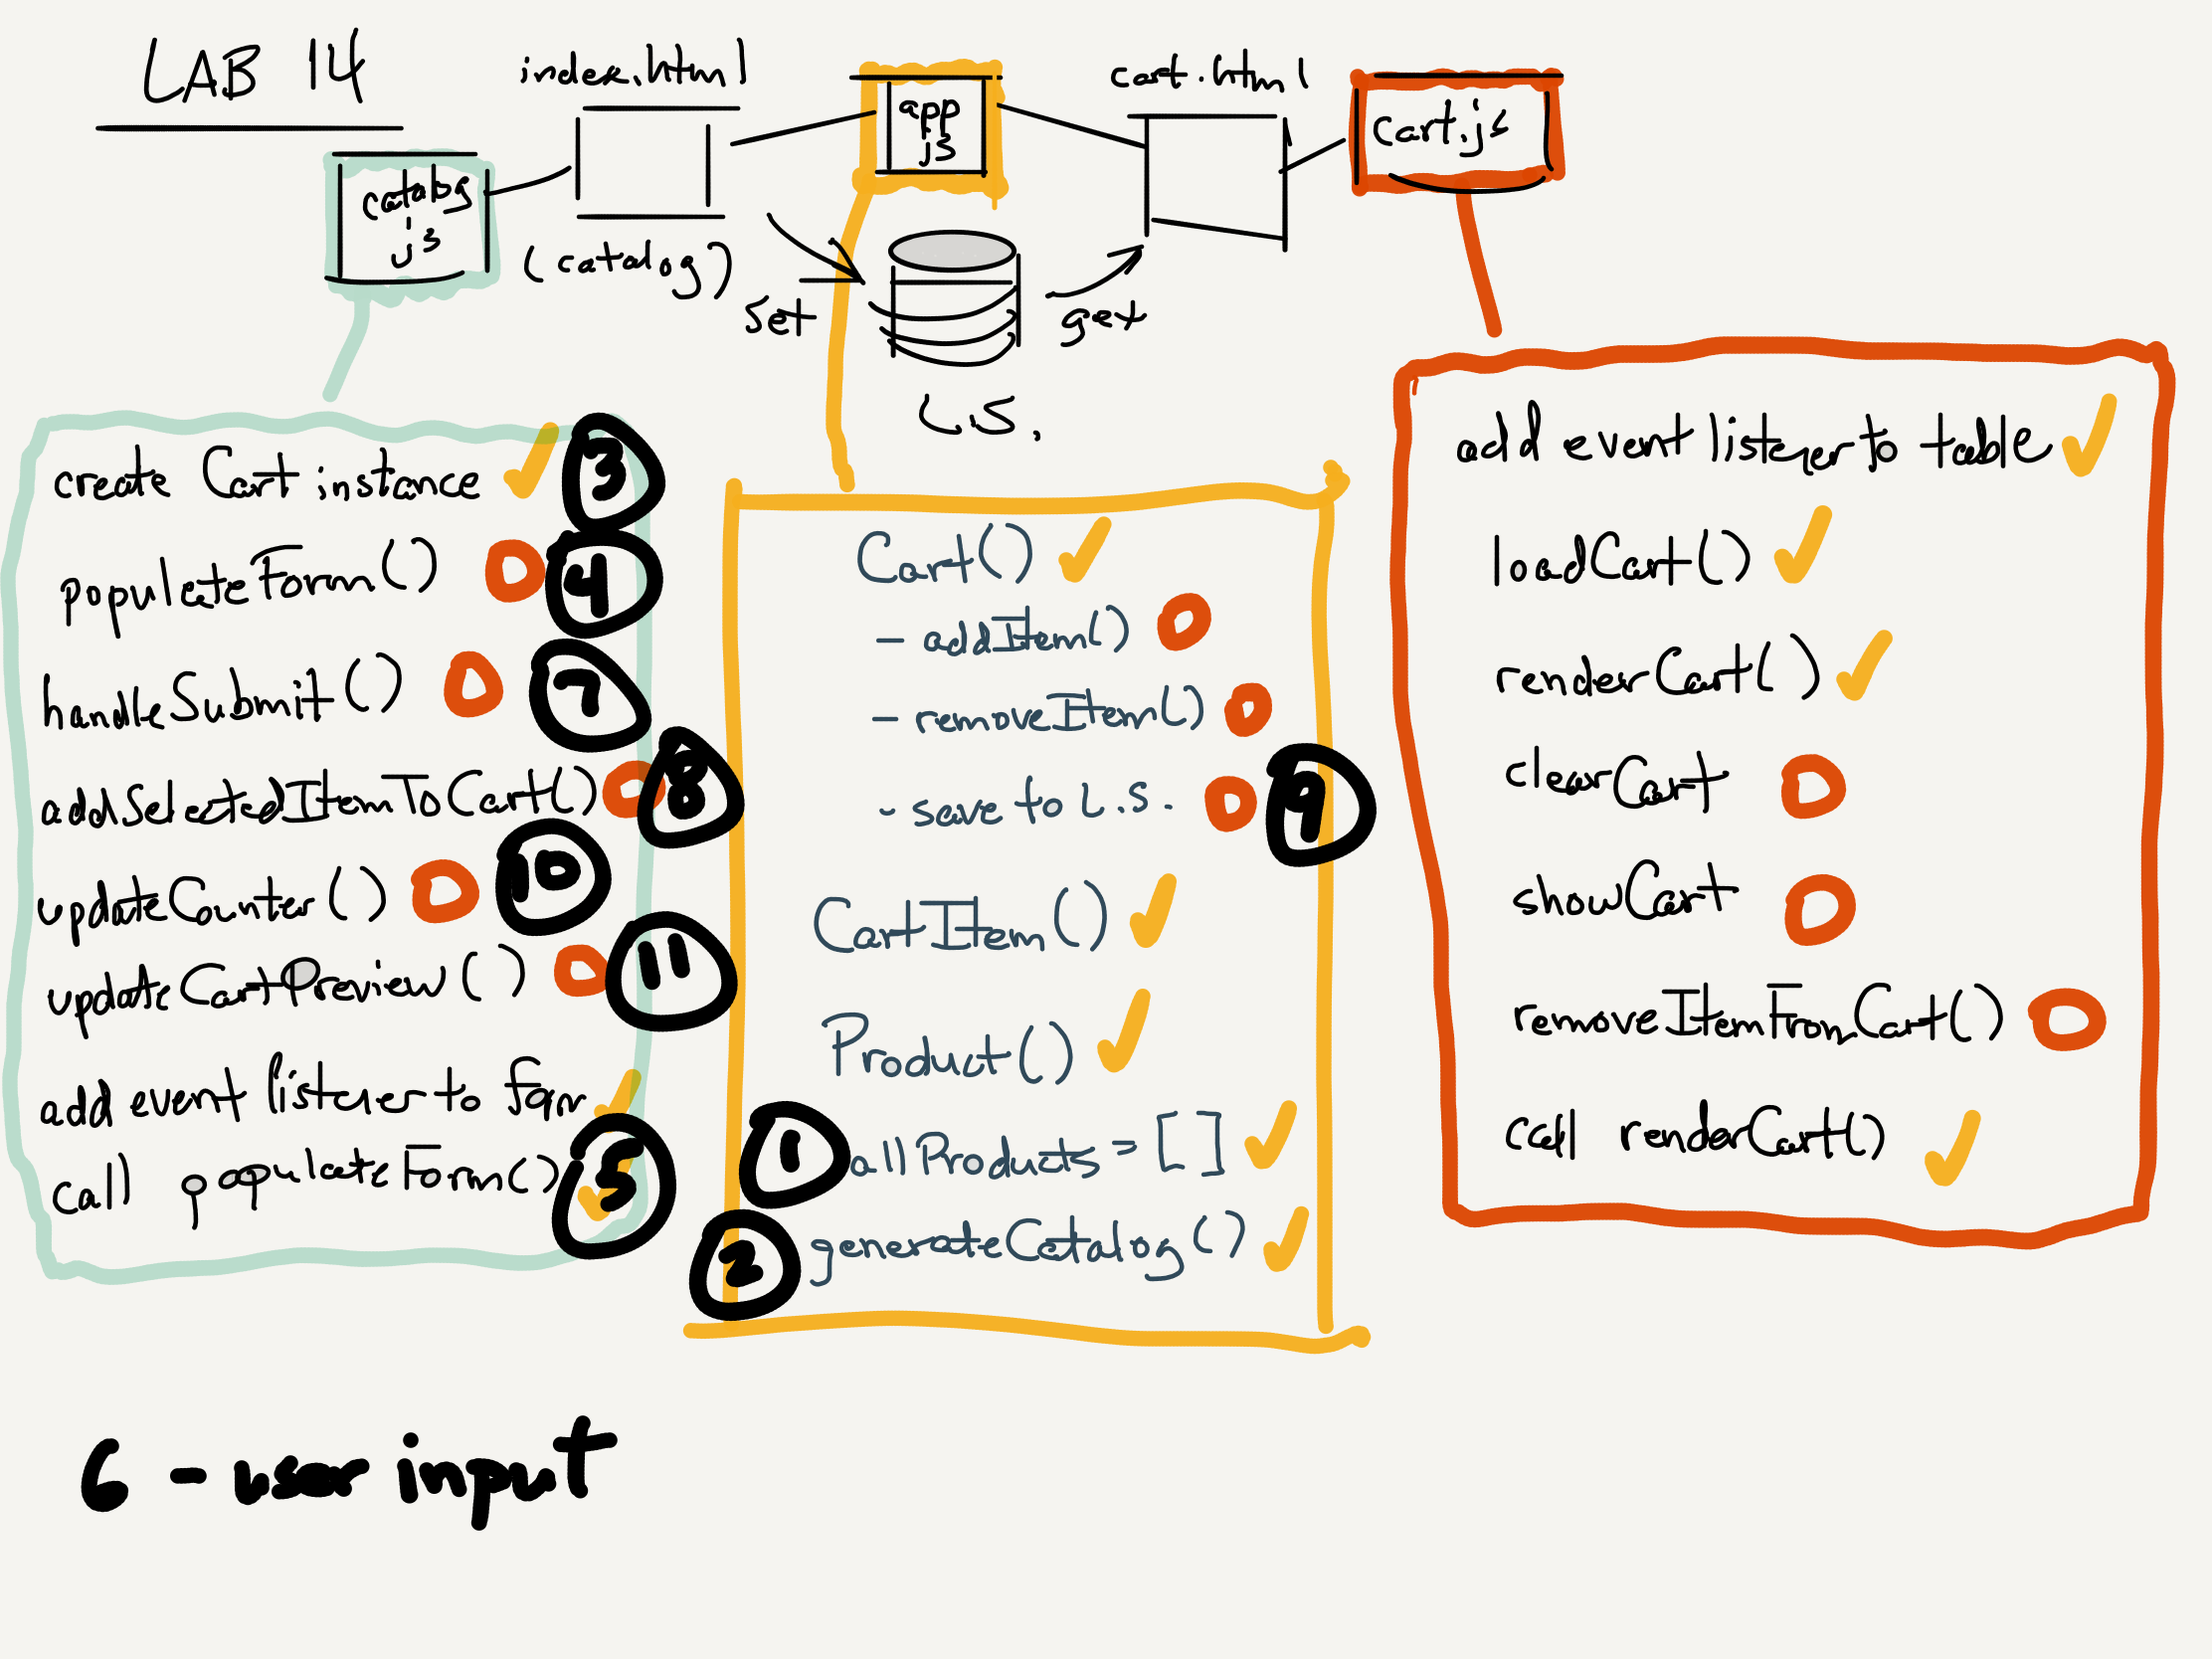 LAB 14
index.html
app
js
cart.html
cart.js
catalog
js
(catalog)
set
get
L.S.
create Cart instance
3
populateForm()
4
handleSubmit()
7
addSelectedItemToCart()
8
updateCounter()
10
updateCartPreview()
11
add event listener to form
call populateForm()
5
Cart()
- addItem()
- removeItem()
- save to L.S.
9
CartItem()
Product()
1
allProducts = []
2
generateCatalog()
add event listener to table
loadCart()
renderCart()
clearCart
showCart
removeItemFromCart()
call renderCart()
6 - user input